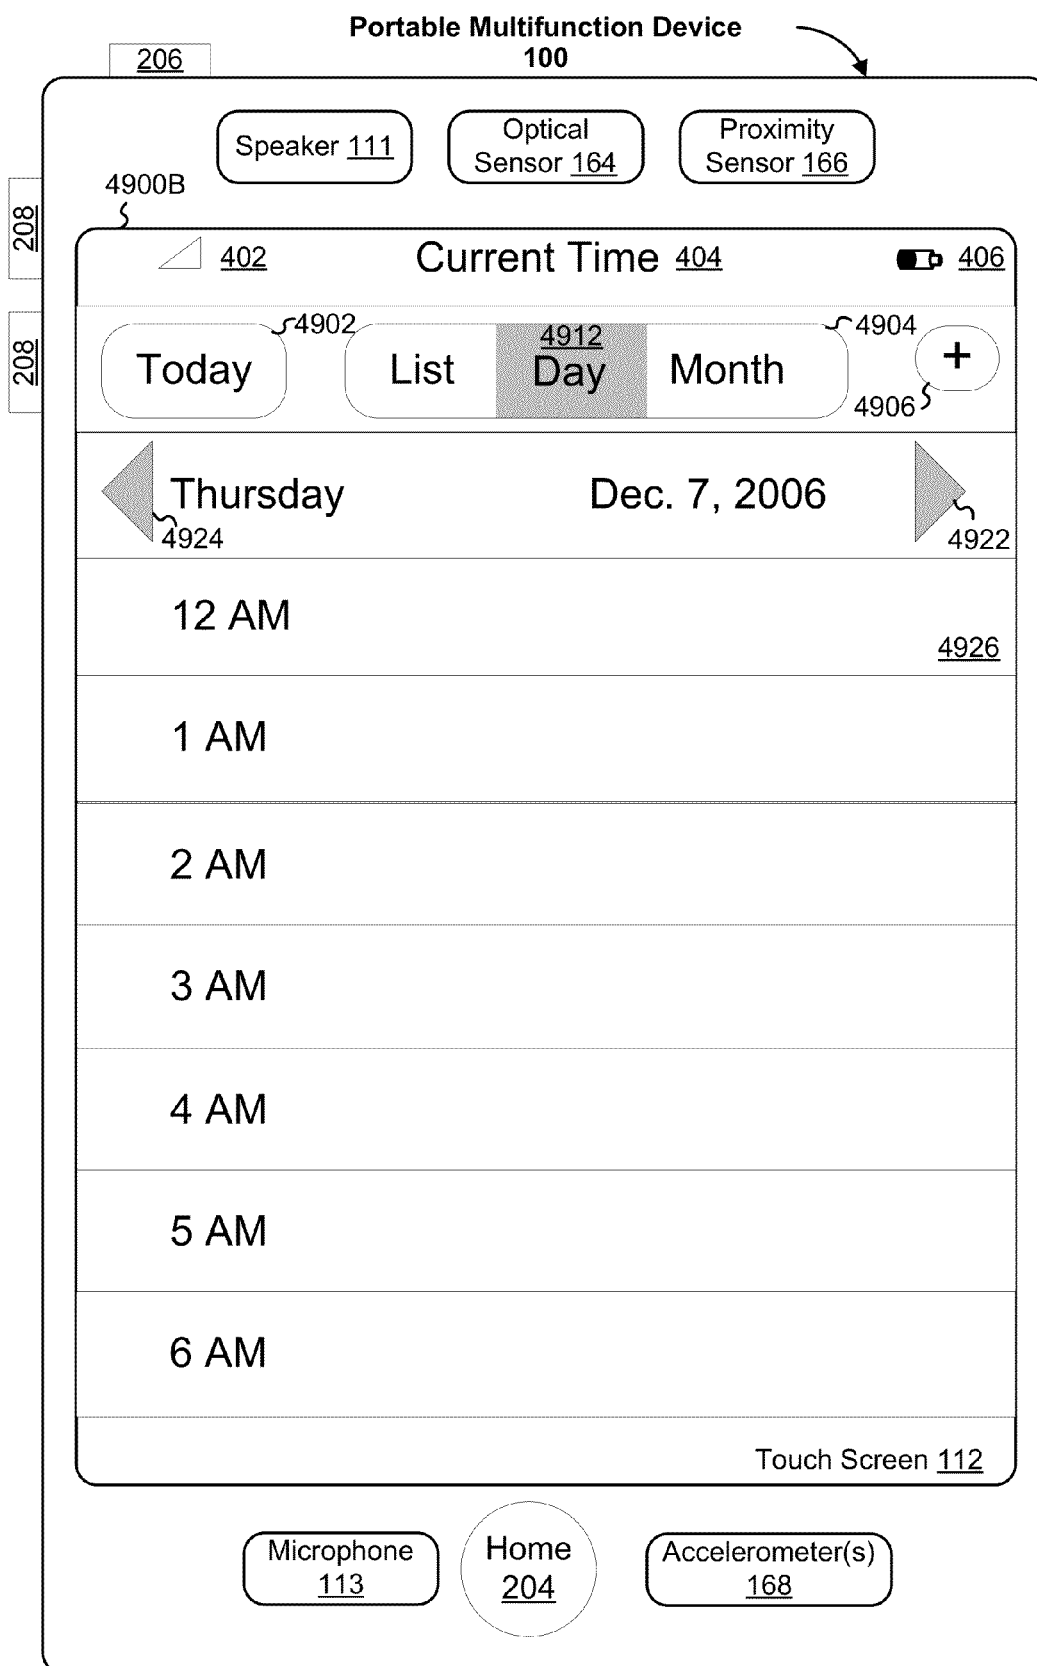 Portable Multifunction Device
100
206
Speaker 111
Optical
Sensor 164
Proximity
Sensor 166
208
4900B
402
Current Time 404
406
208
4902
4904
Today
List
4912
Day
Month
+
4906
Thursday
Dec. 7, 2006
4924
4922
12 AM
4926
1 AM
2 AM
3 AM
4 AM
5 AM
6 AM
Touch Screen 112
Microphone
113
Home
204
Accelerometer(s)
168